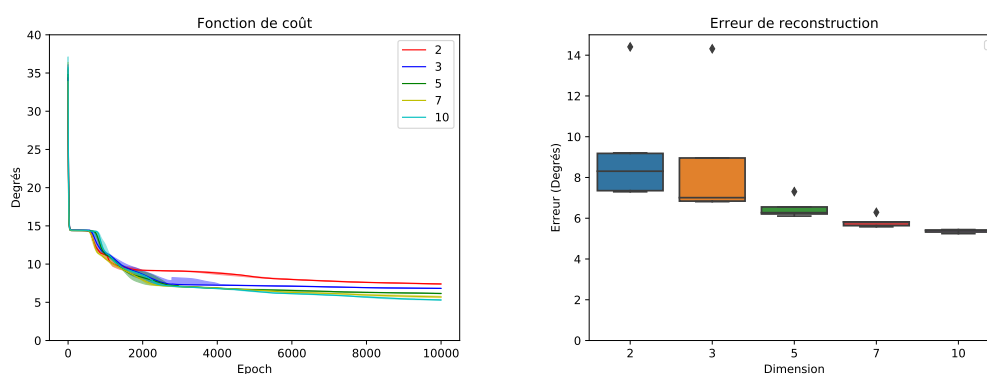 Fonction de coût
40
35
30
25
20
15
10
5
0
Degrés
2
3
5
7
10
0 2000 4000 6000 8000 10000
Epoch
Erreur de reconstruction
14
12
10
8
6
4
2
0
Erreur (Degrés)
2 3 5 7 10
Dimension